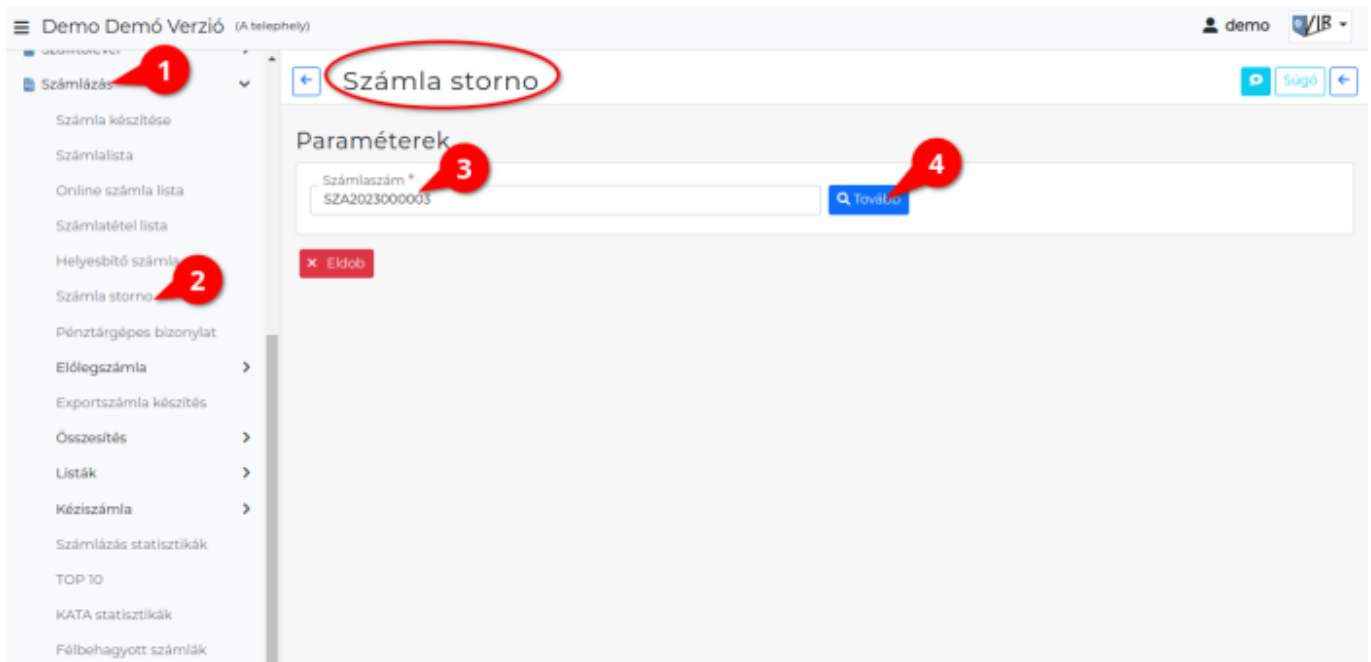 Demo Demó Verzió (A telephely)
demo
VIR
Számlázás
1
Számla készítése
Számlalista
Online számla lista
Számlatétel lista
Helyesbítő számla
Számla storno
2
Pénztárgépes bizonylat
Előlegszámla
Exportszámla készítés
Összesítés
Listák
Kéziszámla
Számlázás statisztikák
TOP 10
KATA statisztikák
Félbehagyott számlák
Számla storno
Súgó
Paraméterek
Számlaszám *
3
SZA2023000003
Tovább
4
× Eldob